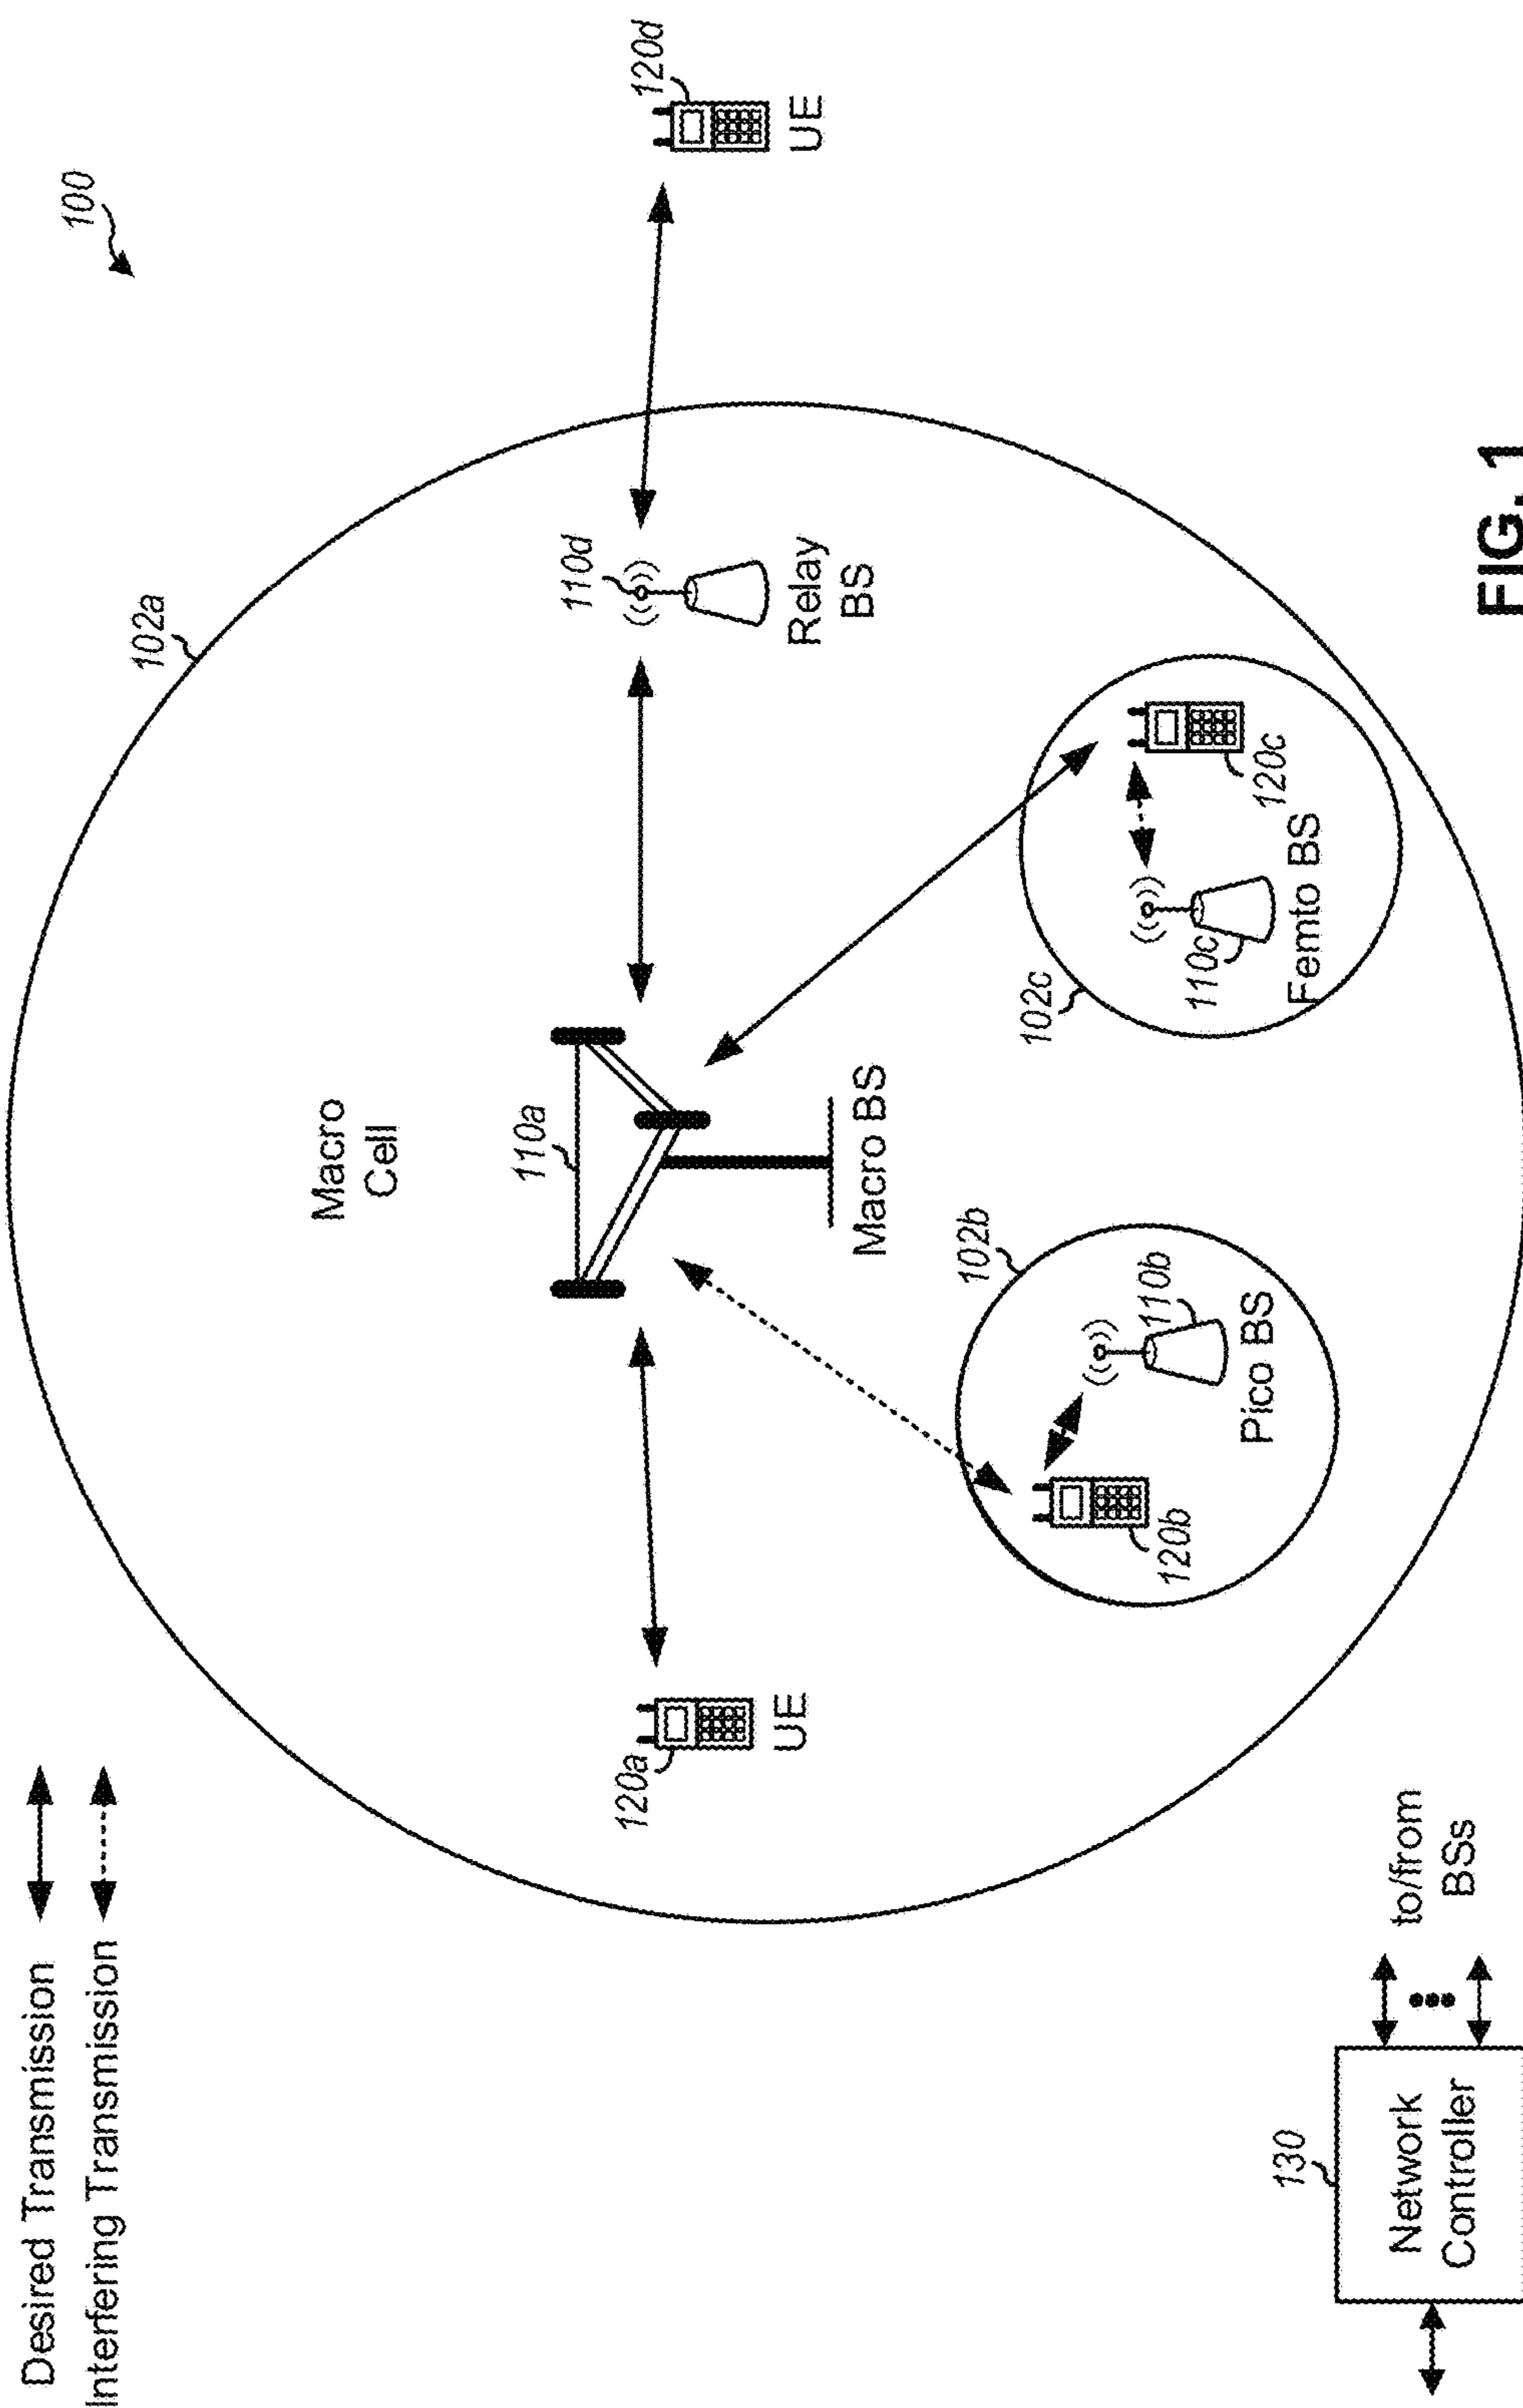 Desired Transmission
Interfering Transmission
100
102a
Macro
Cell
110a
110d
120a
120d
UE
Macro BS
Relay
BS
UE
102b
102c
110b
120b
Pico BS
110c
120c
Femto BS
130
Network
Controller
to/from
BSs
FIG. 1